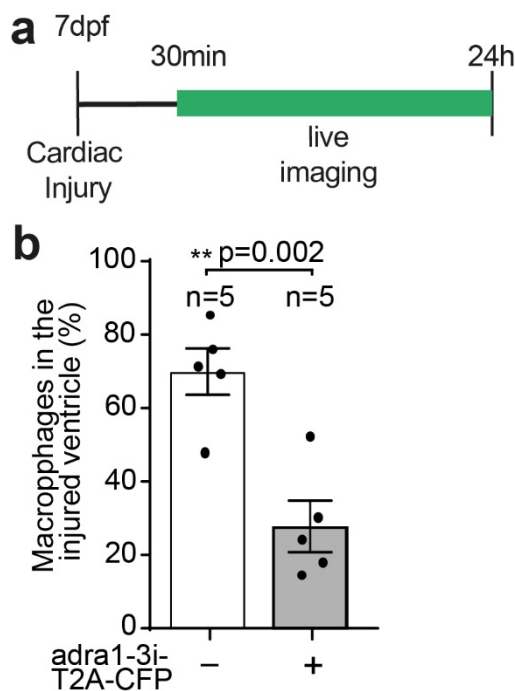 a 7dpf
30min 24h
Cardiac
Injury
live
imaging
b
** p=0.002
n=5 n=5
100
80
60
40
20
0
Macropphages in the
injured ventricle (%)
adra1-3i-
T2A-CFP
− +